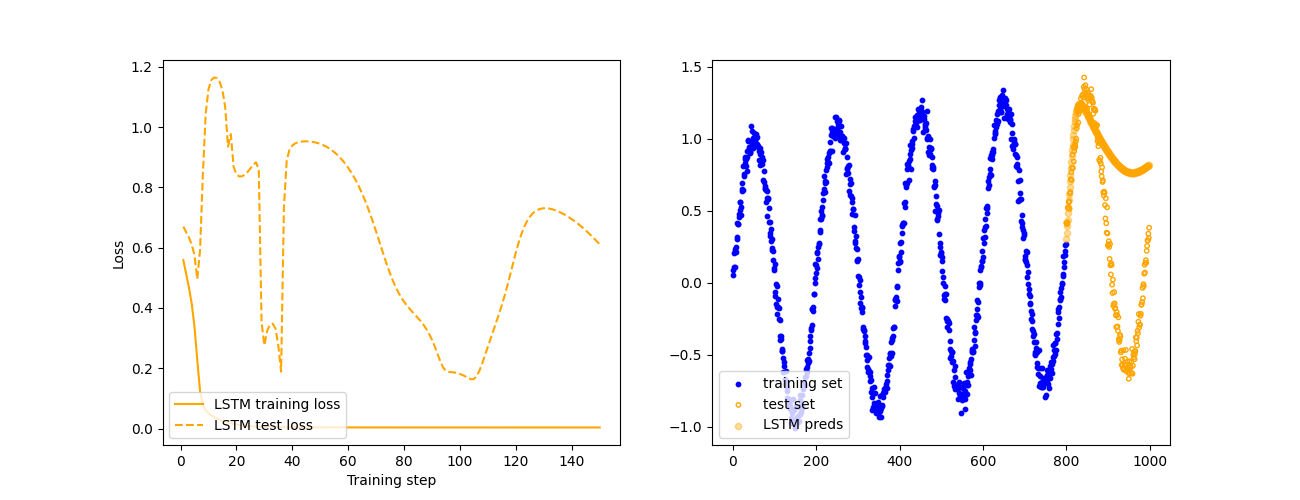 1.2
1.0
0.8
0.6
0.4
0.2
0.0
Loss
0 20 40 60 80 100 120 140
Training step
LSTM training loss
LSTM test loss
1.5
1.0
0.5
0.0
−0.5
−1.0
0 200 400 600 800 1000
training set
test set
LSTM preds